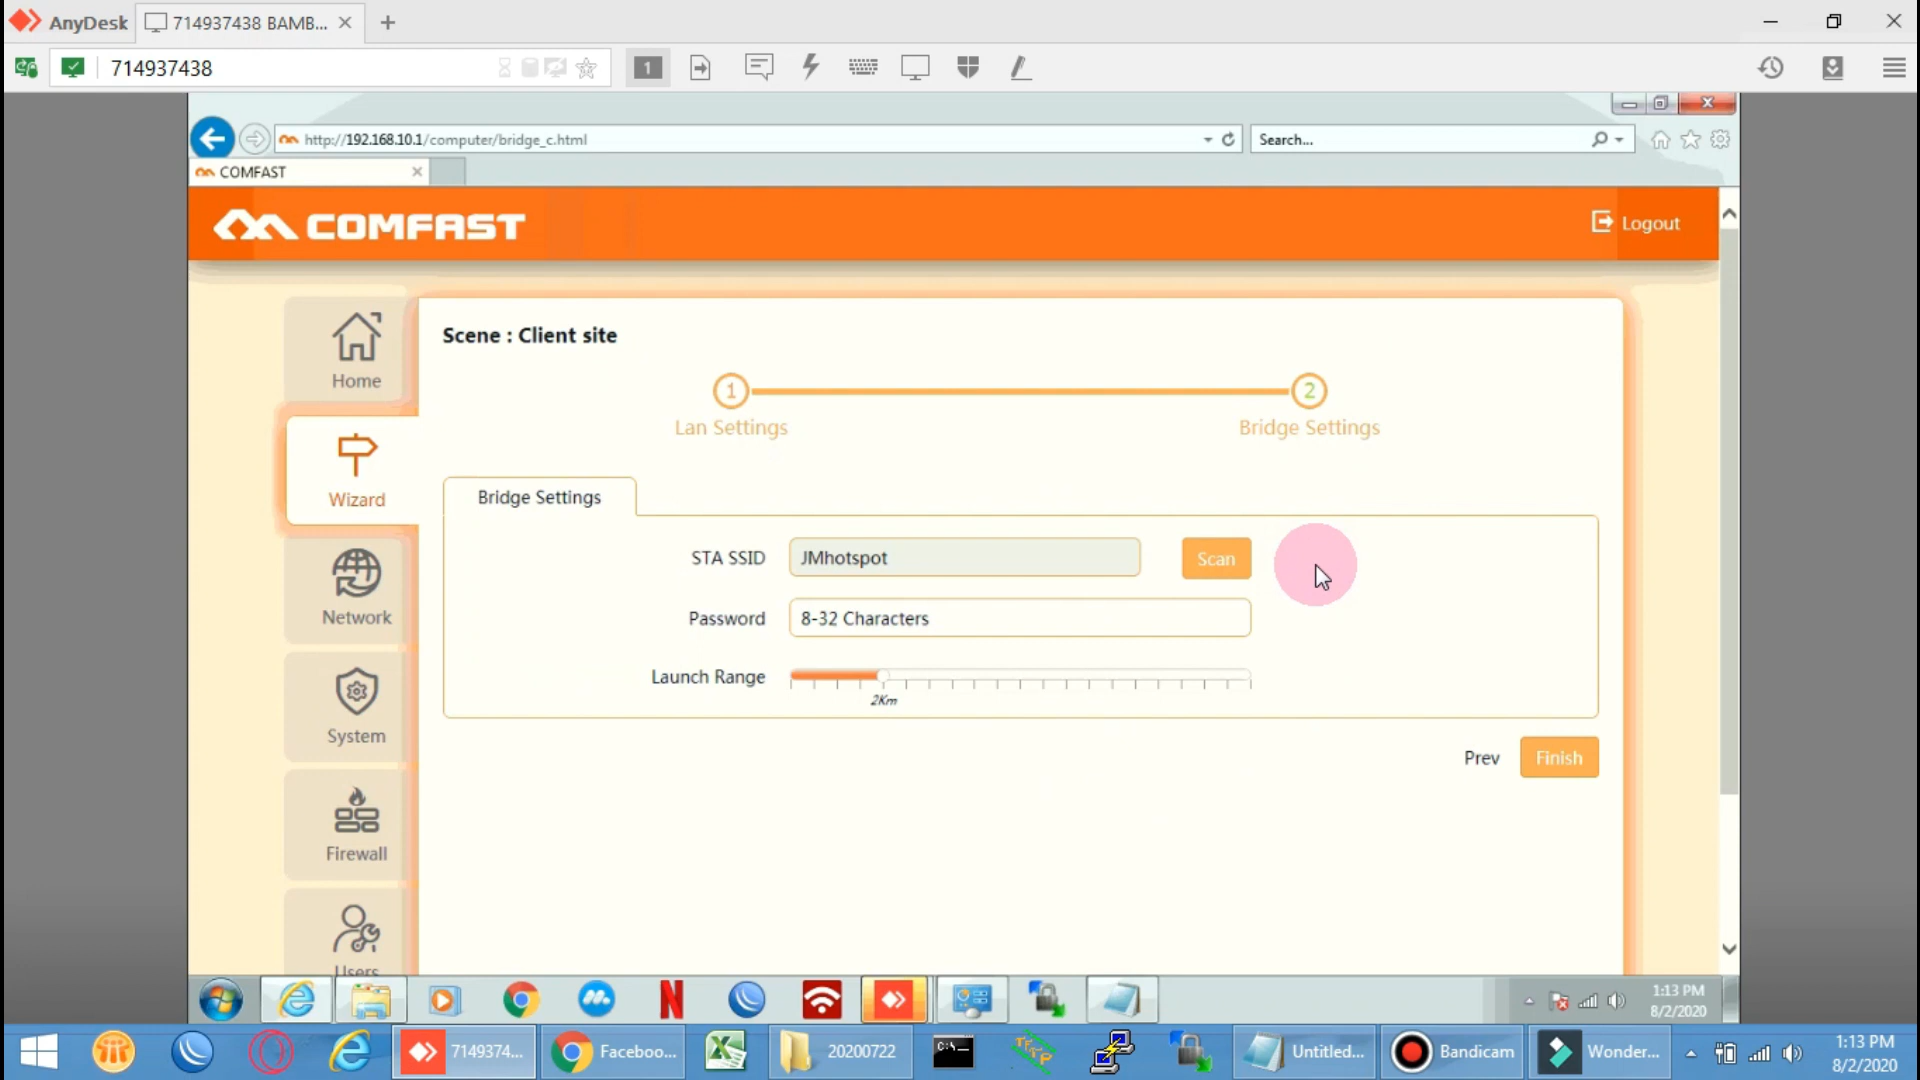 AnyDesk
714937438 BAMB...
714937438
1
http://192.168.10.1/computer/bridge_c.html
Search...
COMFAST
COMFAST
Logout
Home
Wizard
Network
System
Firewall
Users
Scene : Client site
1
2
Lan Settings
Bridge Settings
Bridge Settings
STA SSID
JMhotspot
Scan
Password
8-32 Characters
Launch Range
2Km
Prev
Finish
1:13 PM
8/2/2020
7149374...
Faceboo...
20200722
C:\_
TFTP
Untitled...
Bandicam
Wonder...
1:13 PM
8/2/2020